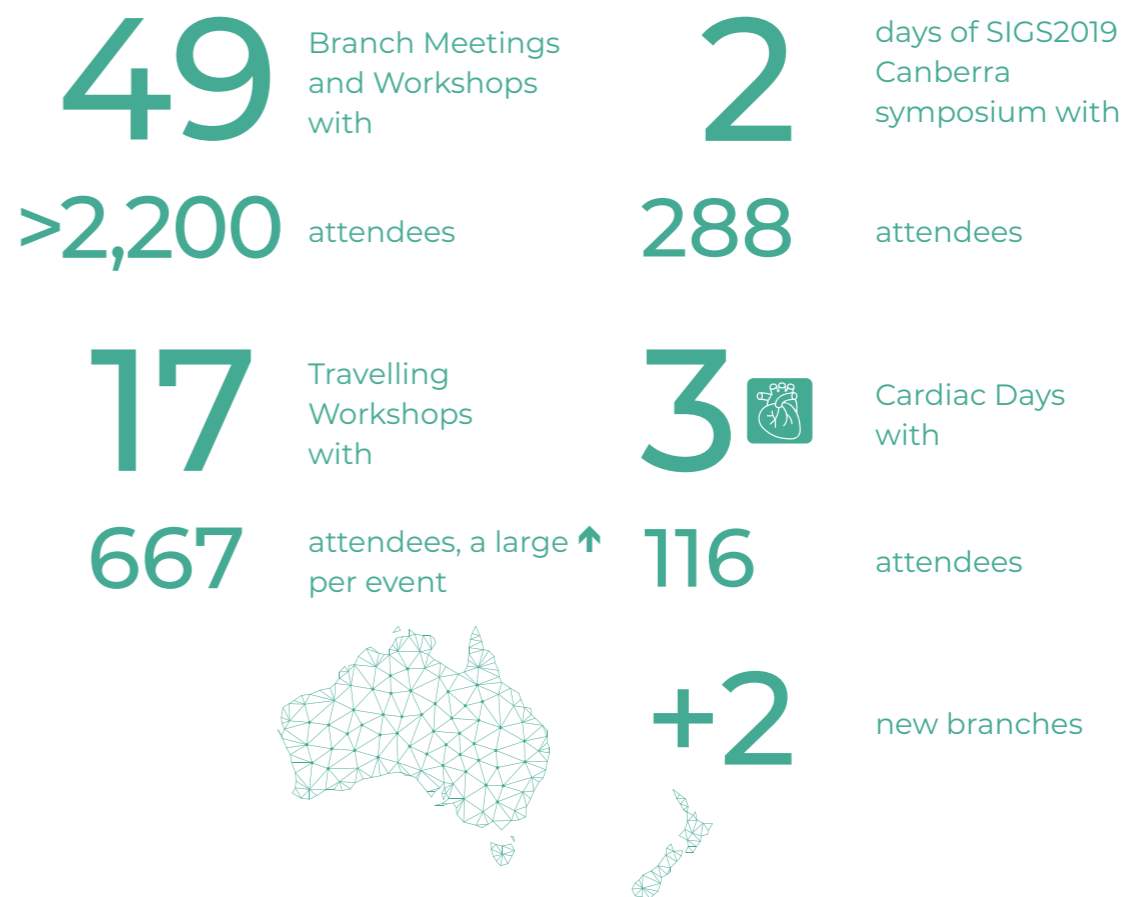 49
Branch Meetings
and Workshops
with
>2,200
attendees
2
days of SIGS2019
Canberra
symposium with
288
attendees
17
Travelling
Workshops
with
667
attendees, a large ↑
per event
3
Cardiac Days
with
116
attendees
+2
new branches